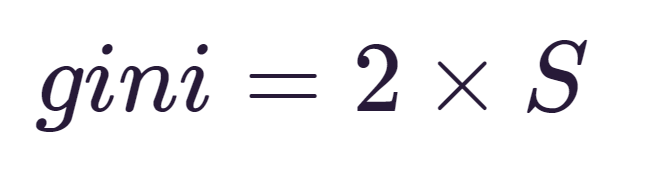 gini = 2 × S